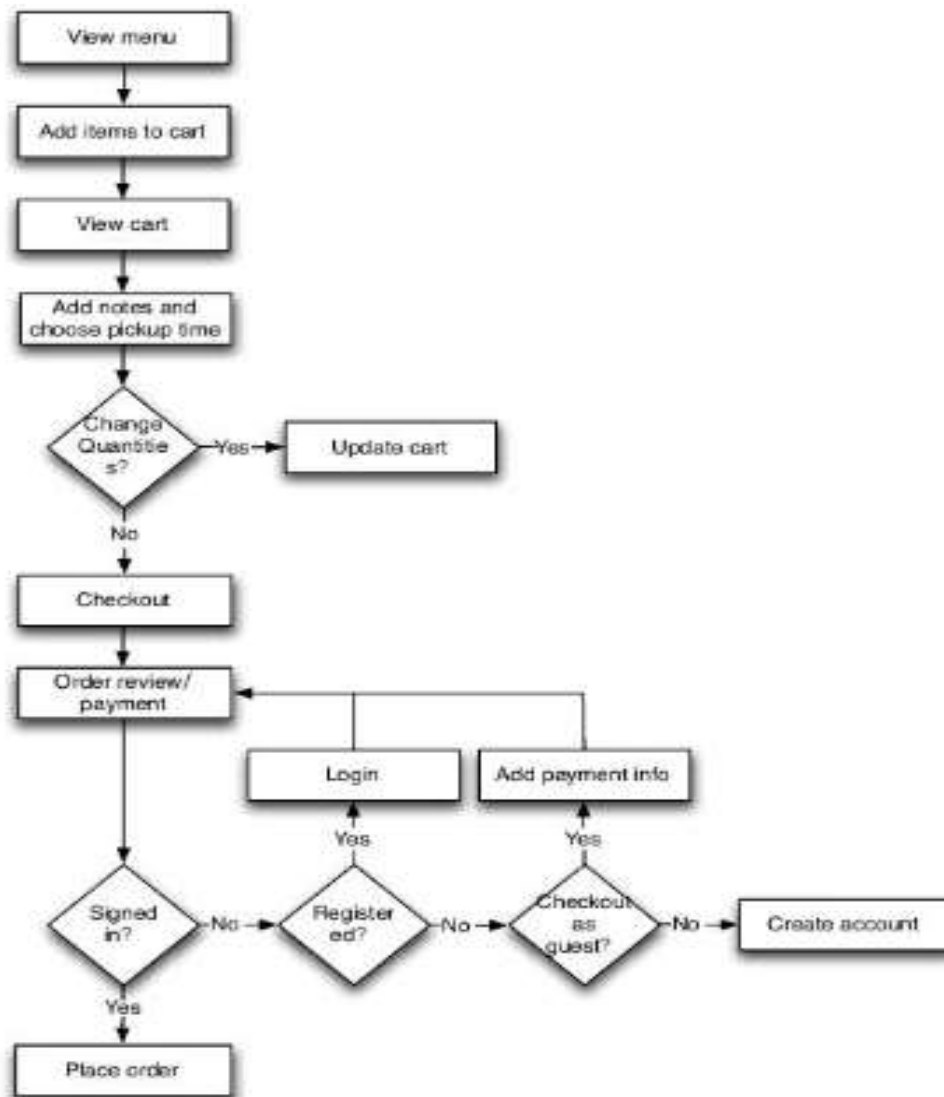 View menu
Add items to cart
View cart
Add notes and
choose pickup time
Change
Quantitie
s?
Yes
Update cart
No
Checkout
Order review/
payment
Login
Add payment info
Yes
Yes
Signed
in?
No
Register
ed?
No
Checkout
as
guest?
No
Create account
Yes
Place order